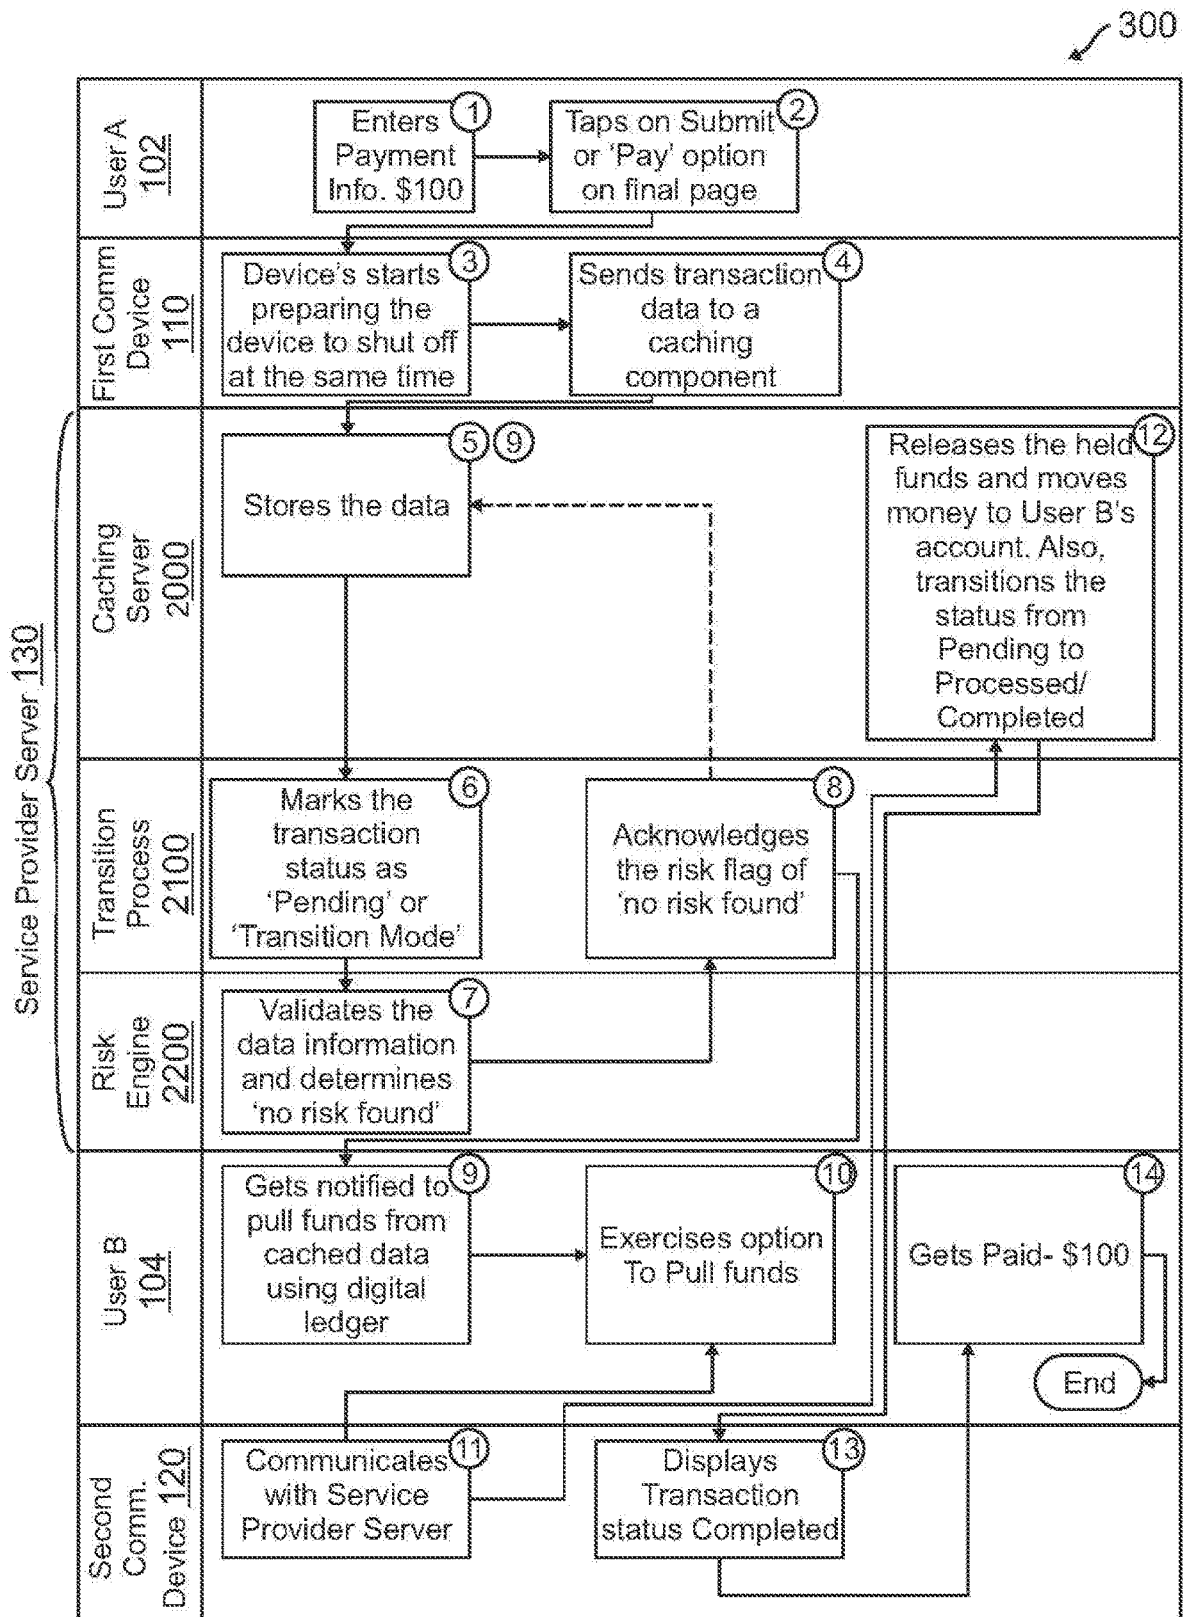 300
User A
102
Enters
Payment
Info. $100
1
Taps on Submit
or 'Pay' option
on final page
2
First Comm
Device
110
Device's starts
preparing the
device to shut off
at the same time
3
Sends transaction
data to a
caching
component
4
Service Provider Server 130
Caching
Server
2000
Stores the data
5
9
Releases the held
funds and moves
money to User B's
account. Also,
transitions the
status from
Pending to
Processed/
Completed
12
Transition
Process
2100
Marks the
transaction
status as
'Pending' or
'Transition Mode'
6
Acknowledges
the risk flag of
'no risk found'
8
Risk
Engine
2200
Validates the
data information
and determines
'no risk found'
7
User B
104
Gets notified to
pull funds from
cached data
using digital
ledger
9
Exercises option
To Pull funds
10
Gets Paid- $100
14
End
Second
Comm.
Device 120
Communicates
with Service
Provider Server
11
Displays
Transaction
status Completed
13